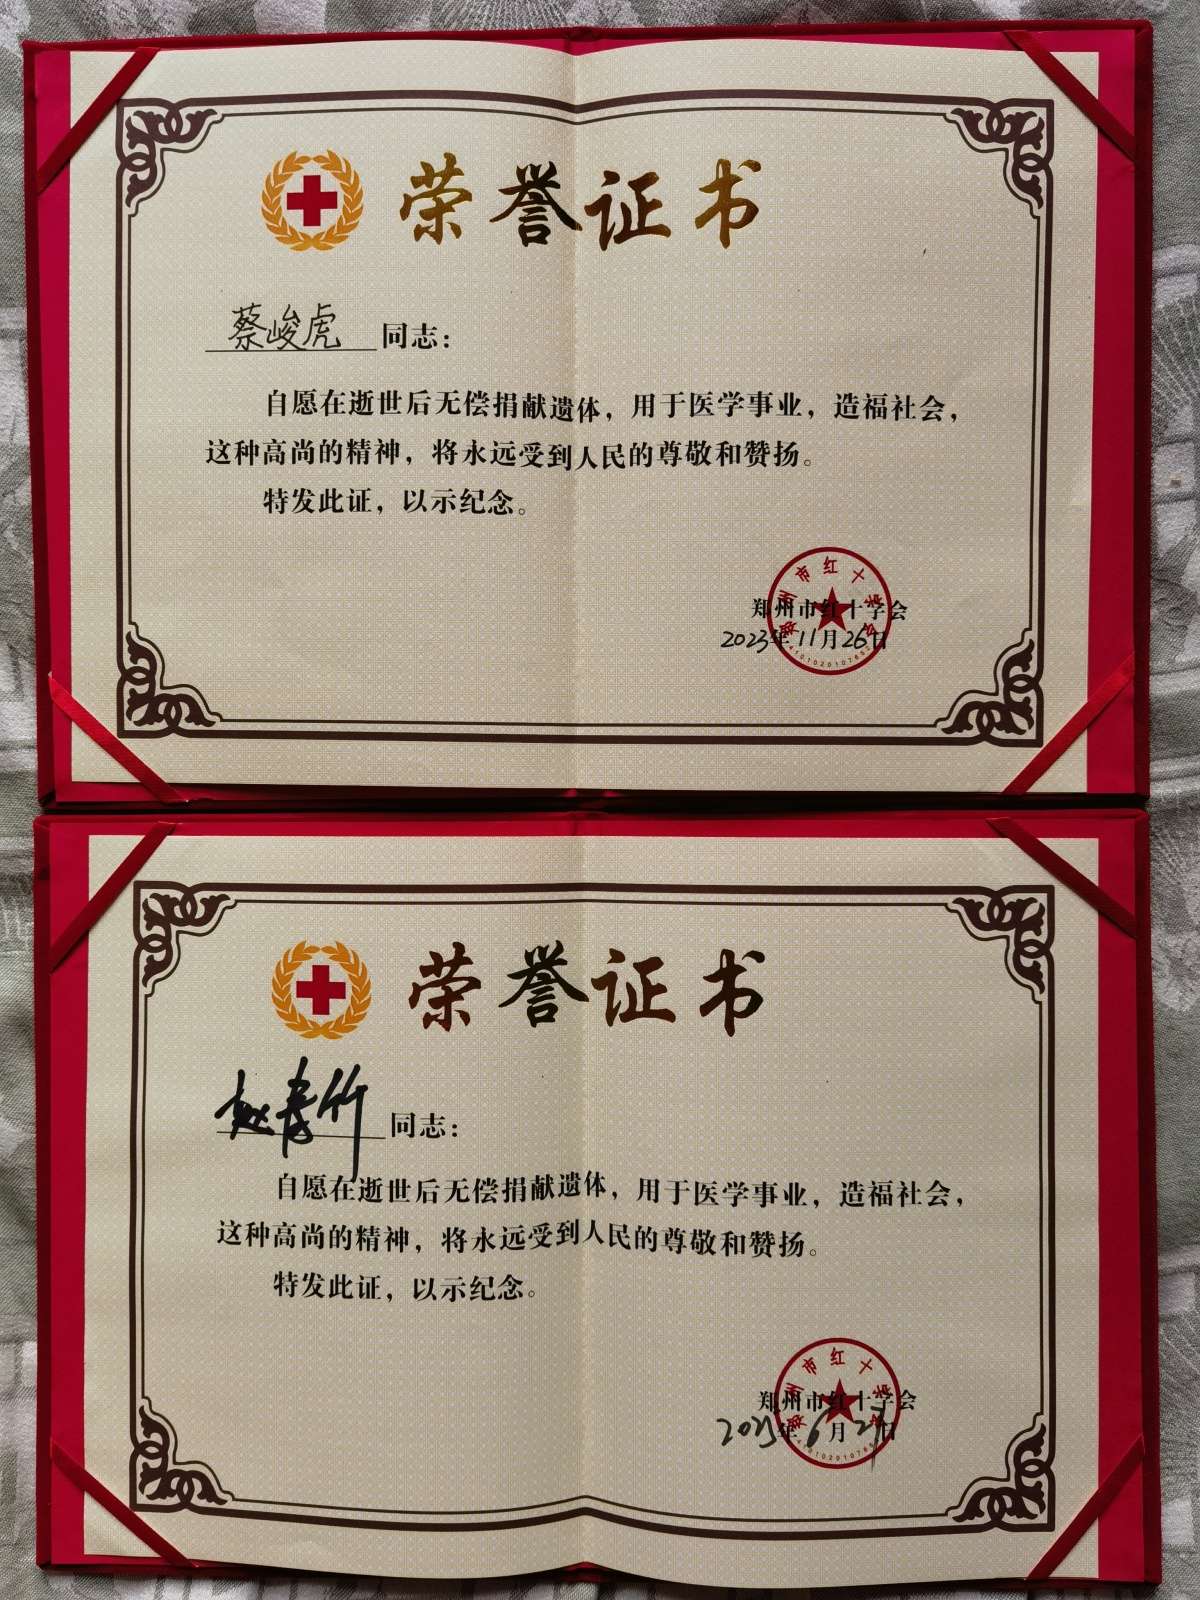 荣誉证书
蔡峻虎 同志：
自愿在逝世后无偿捐献遗体，用于医学事业，造福社会，
这种高尚的精神，将永远受到人民的尊敬和赞扬。
特发此证，以示纪念。
郑州市红十字会
2023年11月26日
荣誉证书
同志：
自愿在逝世后无偿捐献遗体，用于医学事业，造福社会，
这种高尚的精神，将永远受到人民的尊敬和赞扬。
特发此证，以示纪念。
郑州市红十字会
年6月